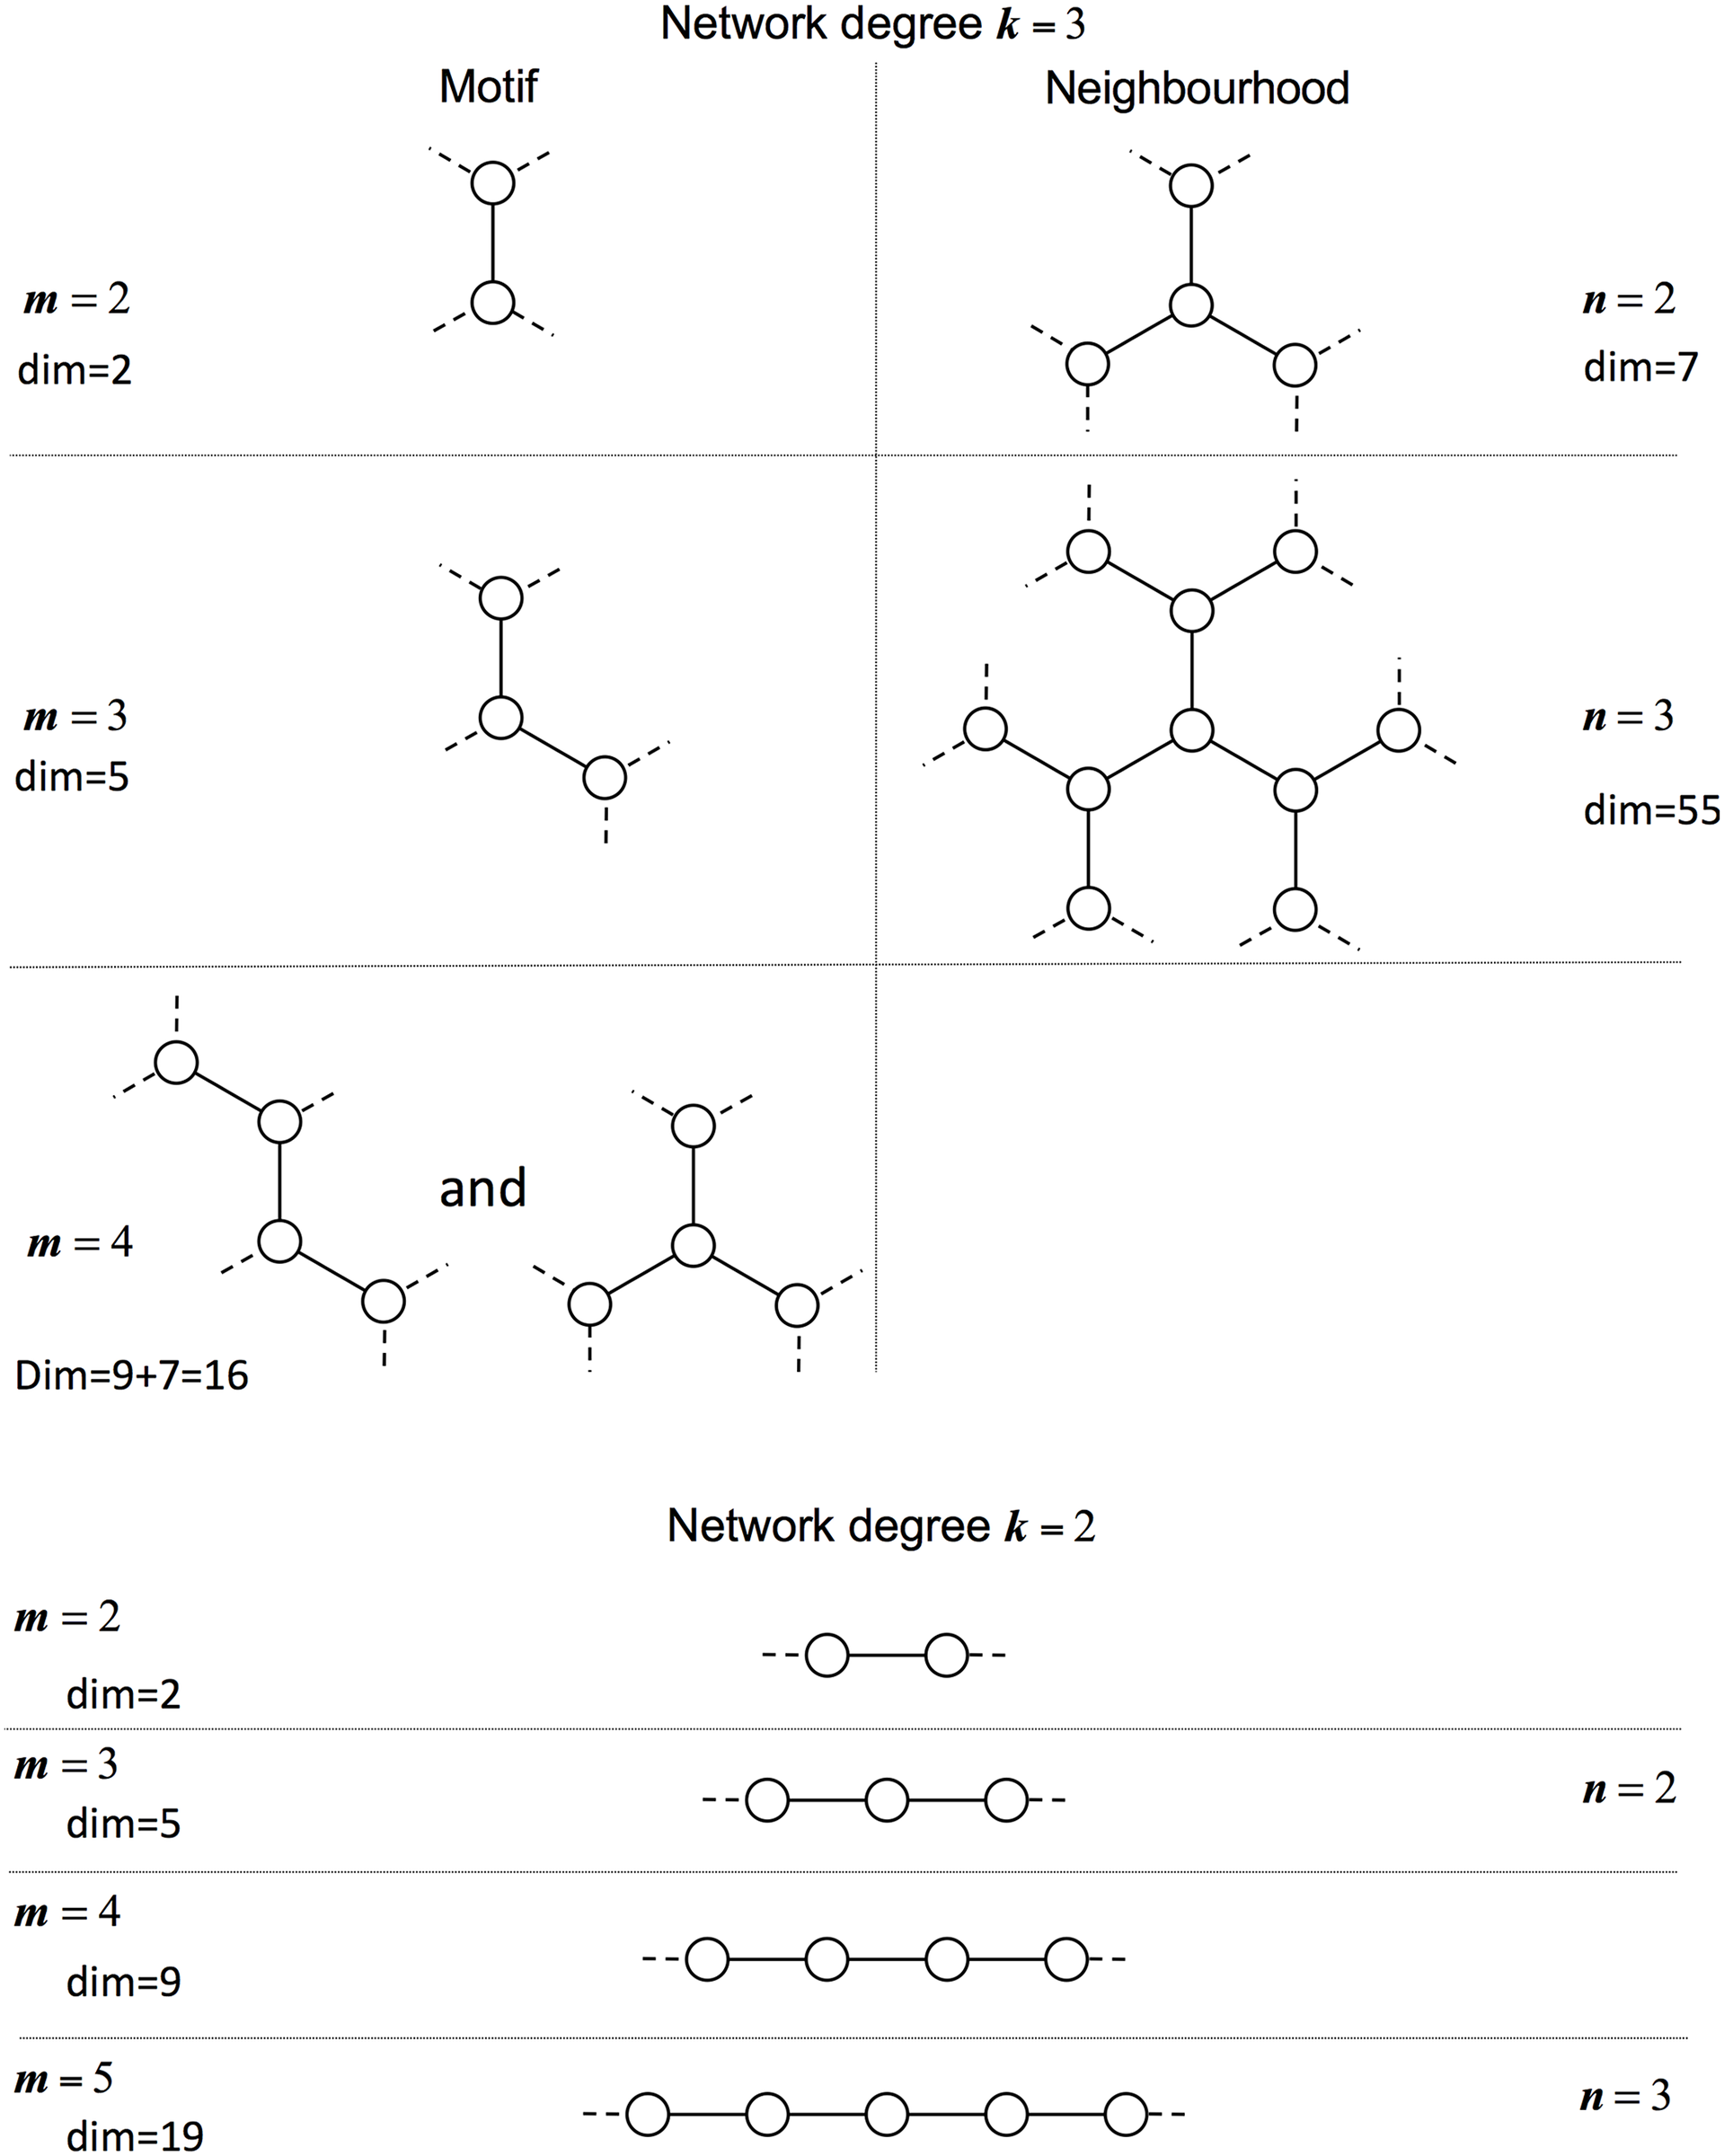 Network degree k = 3
Motif
Neighbourhood
m = 2
dim=2
n = 2
dim=7
m = 3
dim=5
n = 3
dim=55
and
m = 4
Dim=9+7=16
Network degree k = 2
m = 2
dim=2
m = 3
dim=5
n = 2
m = 4
dim=9
m = 5
dim=19
n = 3